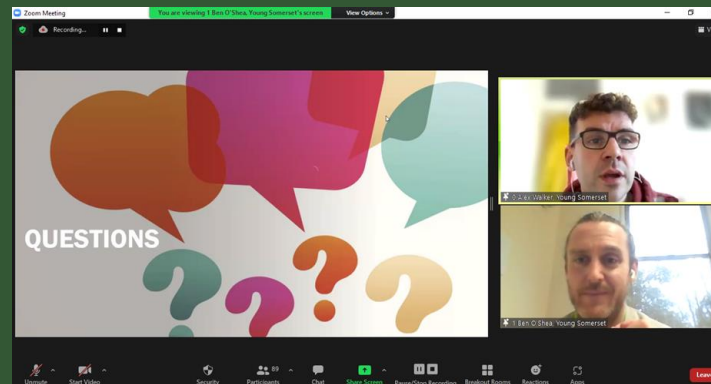 Zoom Meeting
You are viewing 1 Ben O'Shea, Young Somerset's screen
View Options
Recording...
QUESTIONS
0 Alex Walker, Young Somerset
1 Ben O'Shea, Young Somerset
89
Unmute
Start Video
Security
Participants
Chat
Share Screen
Pause/Stop Recording
Breakout Rooms
Reactions
Apps
Leave